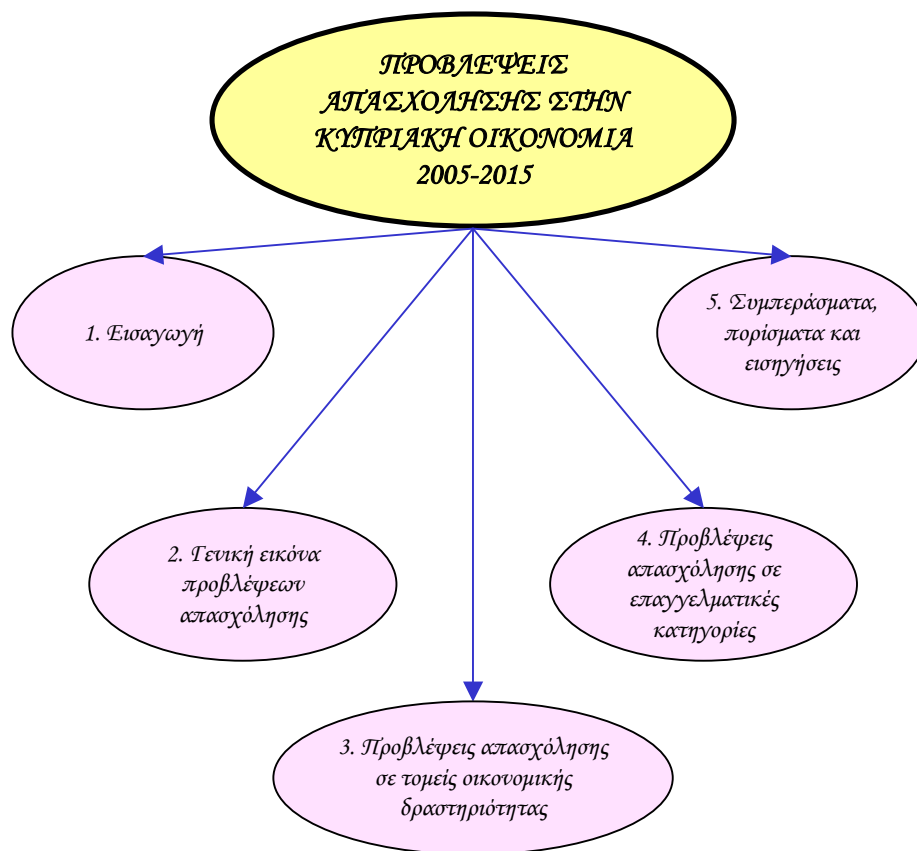 ΠΡΟΒΛΕΨΕΙΣ
ΑΠΑΣΧΟΛΗΣΗΣ ΣΤΗΝ
ΚΥΠΡΙΑΚΗ ΟΙΚΟΝΟΜΙΑ
2005-2015
1. Εισαγωγή
2. Γενική εικόνα
προβλέψεων
απασχόλησης
3. Προβλέψεις απασχόλησης
σε τομείς οικονομικής
δραστηριότητας
4. Προβλέψεις
απασχόλησης σε
επαγγελματικές
κατηγορίες
5. Συμπεράσματα,
πορίσματα και
εισηγήσεις